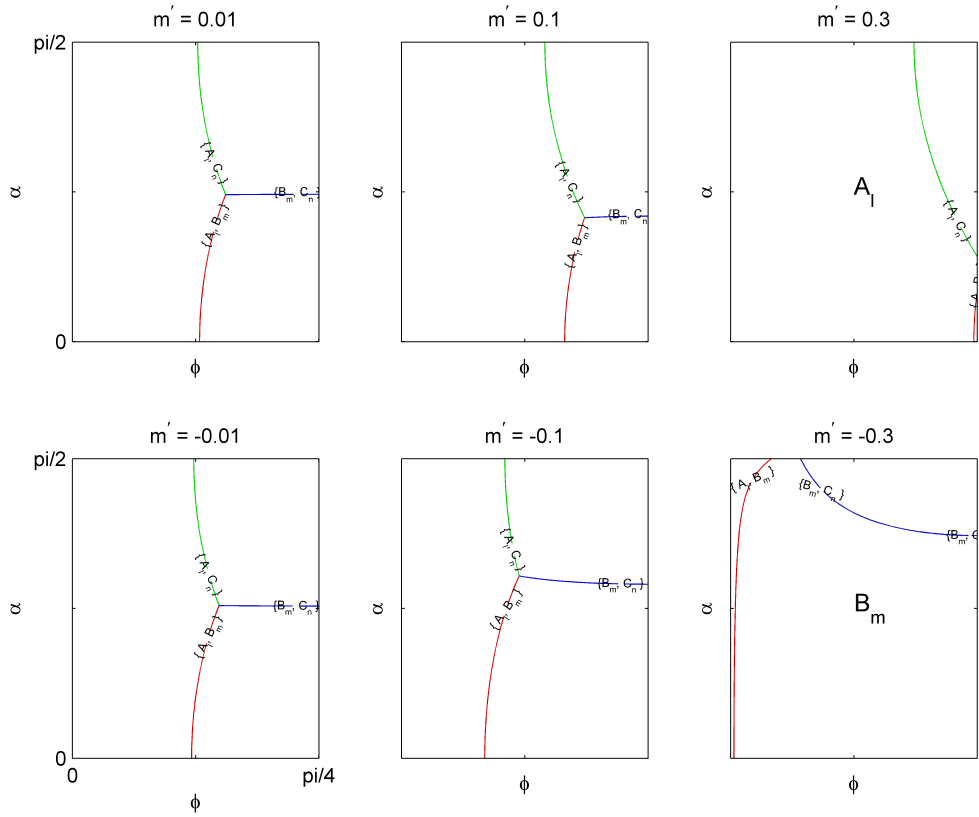 m′ = 0.01
m′ = 0.1
m′ = 0.3
pi/2
α
0
{A_l, C_n}
{B_m, C_n}
{A_l, B_m}
ϕ
α
{A_l, C_n}
{B_m, C_n
{A_l, B_m}
ϕ
α
A_l
{A_l, C_n}
{A_l, B
ϕ
m′ = -0.01
m′ = -0.1
m′ = -0.3
pi/2
α
0
{A_l, C_n}
{B_m, C_n}
{A_l, B_m}
0
pi/4
ϕ
α
{A_l, C_n}
{B_m, C_n}
{A_l, B_m}
ϕ
α
{A_l, B_m}
{B_m, C_n}
{B_m, C
B_m
ϕ